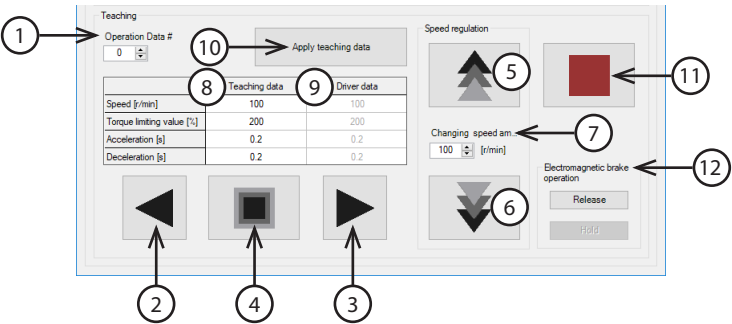 Teaching
Speed regulation
1
Operation Data #
0
10
Apply teaching data
5
11
8
Teaching data
9
Driver data
Speed [r/min]
100
100
Torque limiting value [%]
200
200
Acceleration [s]
0.2
0.2
Deceleration [s]
0.2
0.2
Changing speed am...
7
100
[r/min]
Electromagnetic brake
operation
12
Release
Hold
6
2
4
3